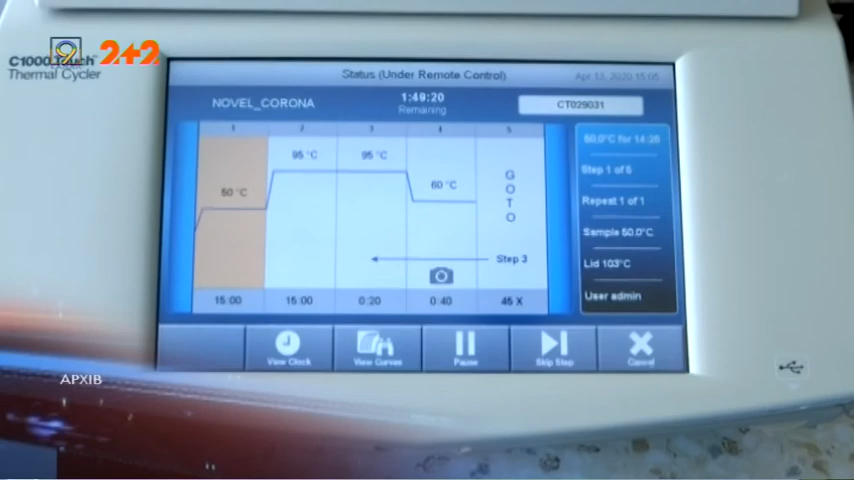 C1000 Touch™
Thermal Cycler
2+2
Status (Under Remote Control)
Apr 13, 2020 15:05
NOVEL_CORONA
1:49:20
Remaining
CT029031
1
2
3
4
5
50 °C
95 °C
95 °C
60 °C
GOTO
Step 3
15:00
15:00
0:20
0:40
45 X
50.0°C for 14:26
Step 1 of 5
Repeat 1 of 1
Sample 50.0°C
Lid 103°C
User admin
View Clock
View Curves
Pause
Skip Step
Cancel
АРХІВ